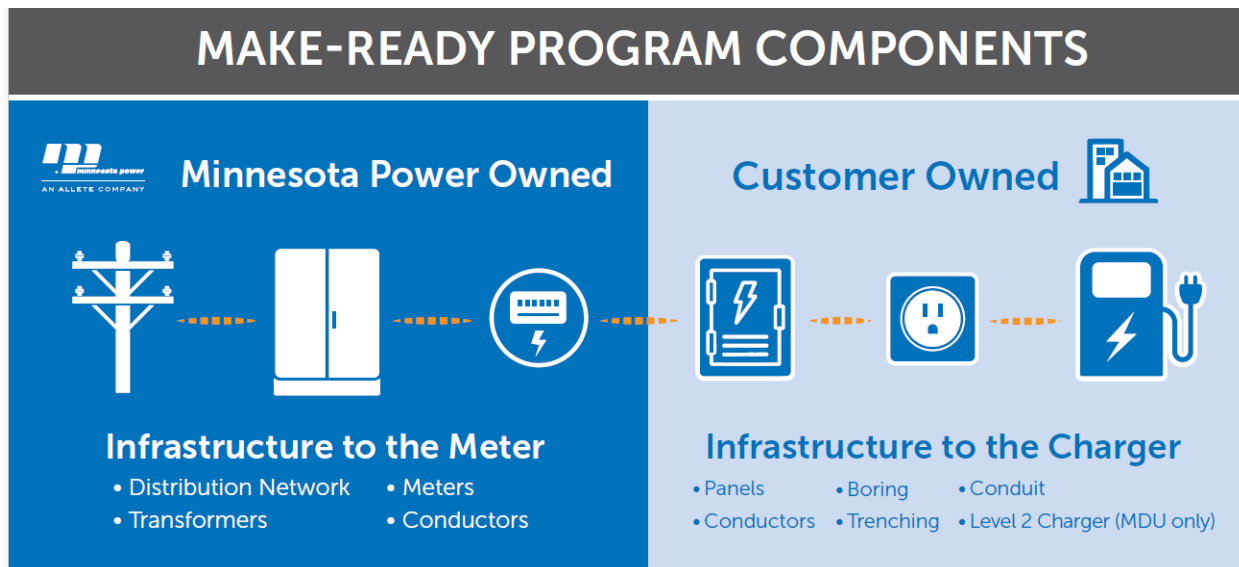 MAKE-READY PROGRAM COMPONENTS
minnesota power
AN ALLETE COMPANY
Minnesota Power Owned
Customer Owned
Infrastructure to the Meter
• Distribution Network
• Meters
• Transformers
• Conductors
Infrastructure to the Charger
• Panels
• Boring
• Conduit
• Conductors
• Trenching
• Level 2 Charger (MDU only)